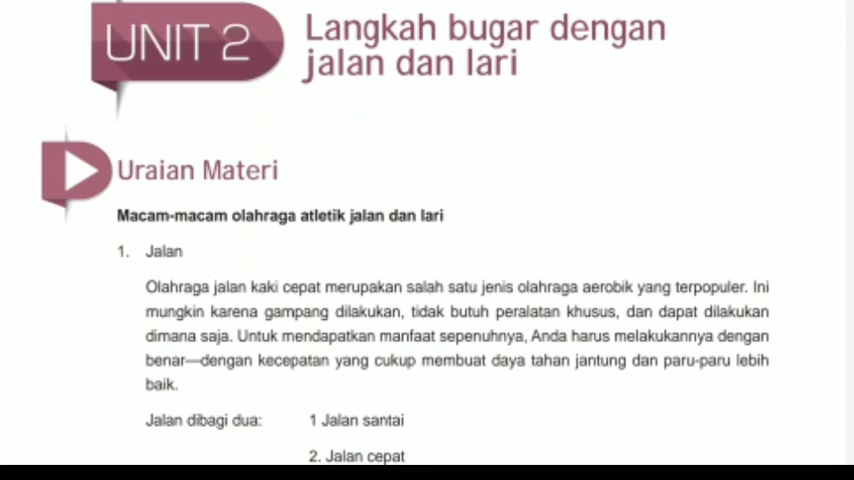 UNIT 2
Langkah bugar dengan
jalan dan lari
Uraian Materi
Macam-macam olahraga atletik jalan dan lari
1. Jalan
Olahraga jalan kaki cepat merupakan salah satu jenis olahraga aerobik yang terpopuler. Ini
mungkin karena gampang dilakukan, tidak butuh peralatan khusus, dan dapat dilakukan
dimana saja. Untuk mendapatkan manfaat sepenuhnya, Anda harus melakukannya dengan
benar—dengan kecepatan yang cukup membuat daya tahan jantung dan paru-paru lebih
baik.
Jalan dibagi dua: 1 Jalan santai
2. Jalan cepat